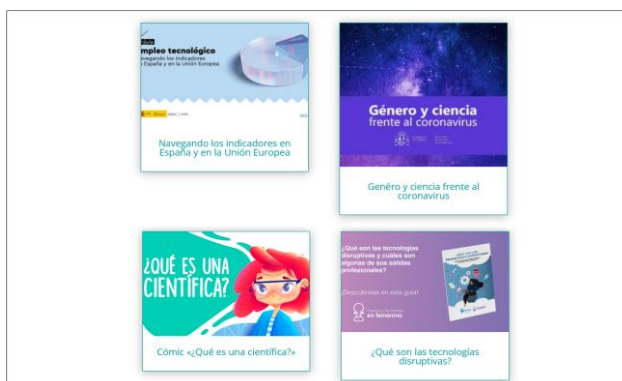 mpleo tecnológico
avegando los indicadores
España y en la Unión Europea
Navegando los indicadores en
España y en la Unión Europea
Género y ciencia
frente al coronavirus
Genéro y ciencia frente al
coronavirus
¿QUÉ ES UNA
CIENTÍFICA?
Cómic «¿Qué es una científica?»
¿Qué son las tecnologías
disruptivas y cuáles son
algunas de sus salidas
profesionales?
¡Descúbrelas en esta guía!
en femenino
¿Qué son las tecnologías
disruptivas?